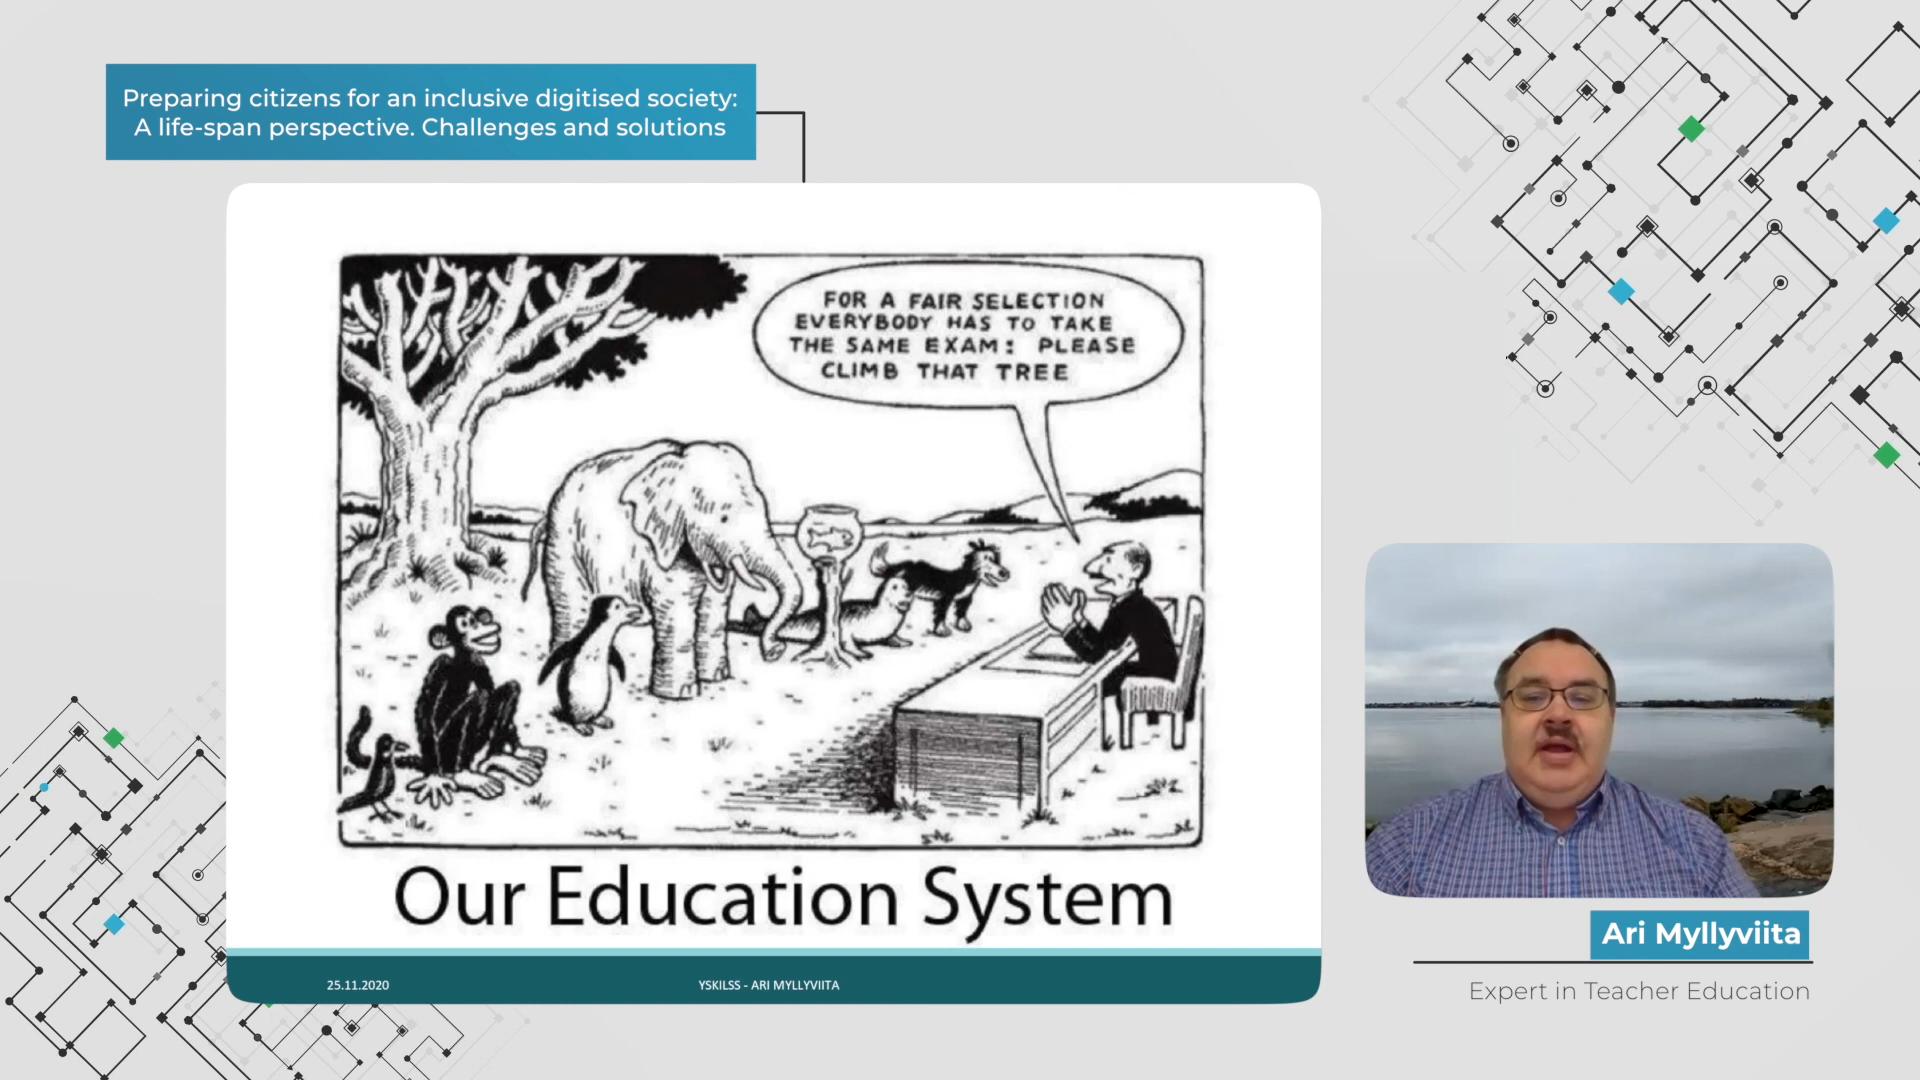 Preparing citizens for an inclusive digitised society:
A life-span perspective. Challenges and solutions
FOR A FAIR SELECTION
EVERYBODY HAS TO TAKE
THE SAME EXAM: PLEASE
CLIMB THAT TREE
Our Education System
25.11.2020
YSKILSS - ARI MYLLYVIITA
Ari Myllyviita
Expert in Teacher Education